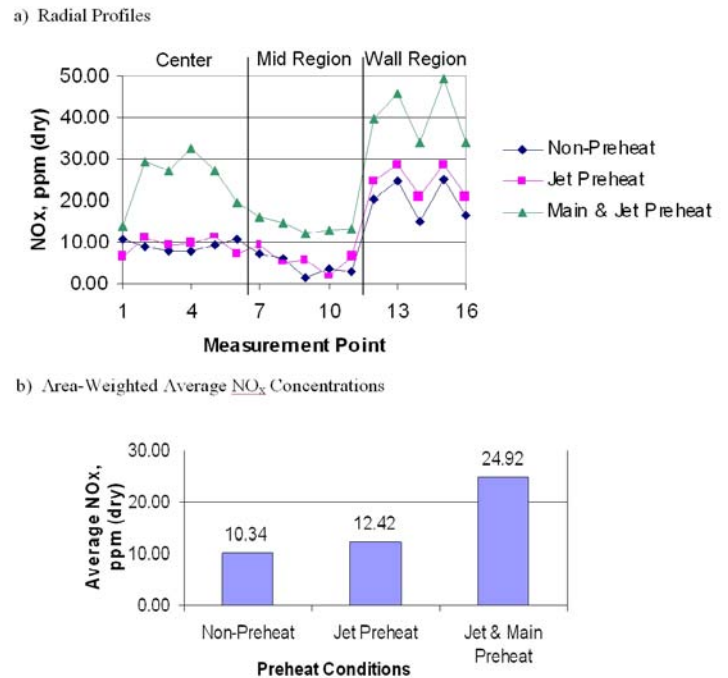 a) Radial Profiles
Center Mid Region Wall Region
50.00
40.00
30.00
20.00
10.00
0.00
NOx, ppm (dry)
1 4 7 10 13 16
Measurement Point
Non-Preheat
Jet Preheat
Main & Jet Preheat
b) Area-Weighted Average NOx Concentrations
30.00
20.00
10.00
0.00
Average NOx,
ppm (dry)
10.34
12.42
24.92
Non-Preheat Jet Preheat Jet & Main
Preheat
Preheat Conditions